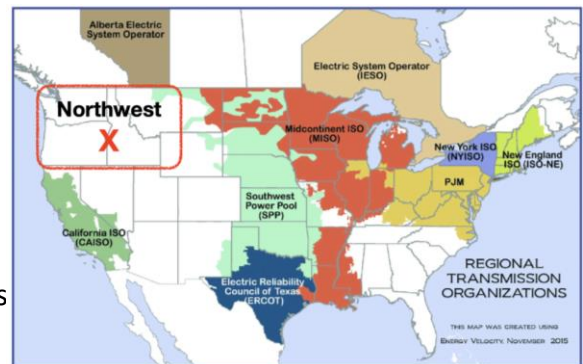 Alberta Electric
System Operator
Electric System Operator
(IESO)
Northwest
X
Midcontinent ISO
(MISO)
New York ISO
(NYISO)
New England
ISO (ISO-NE)
PJM
Southwest
Power Pool
(SPP)
California ISO
(CAISO)
Electric Reliability
Council of Texas
(ERCOT)
s
REGIONAL
TRANSMISSION
ORGANIZATIONS
THIS MAP WAS CREATED USING
ENERGY VELOCITY, NOVEMBER 2015